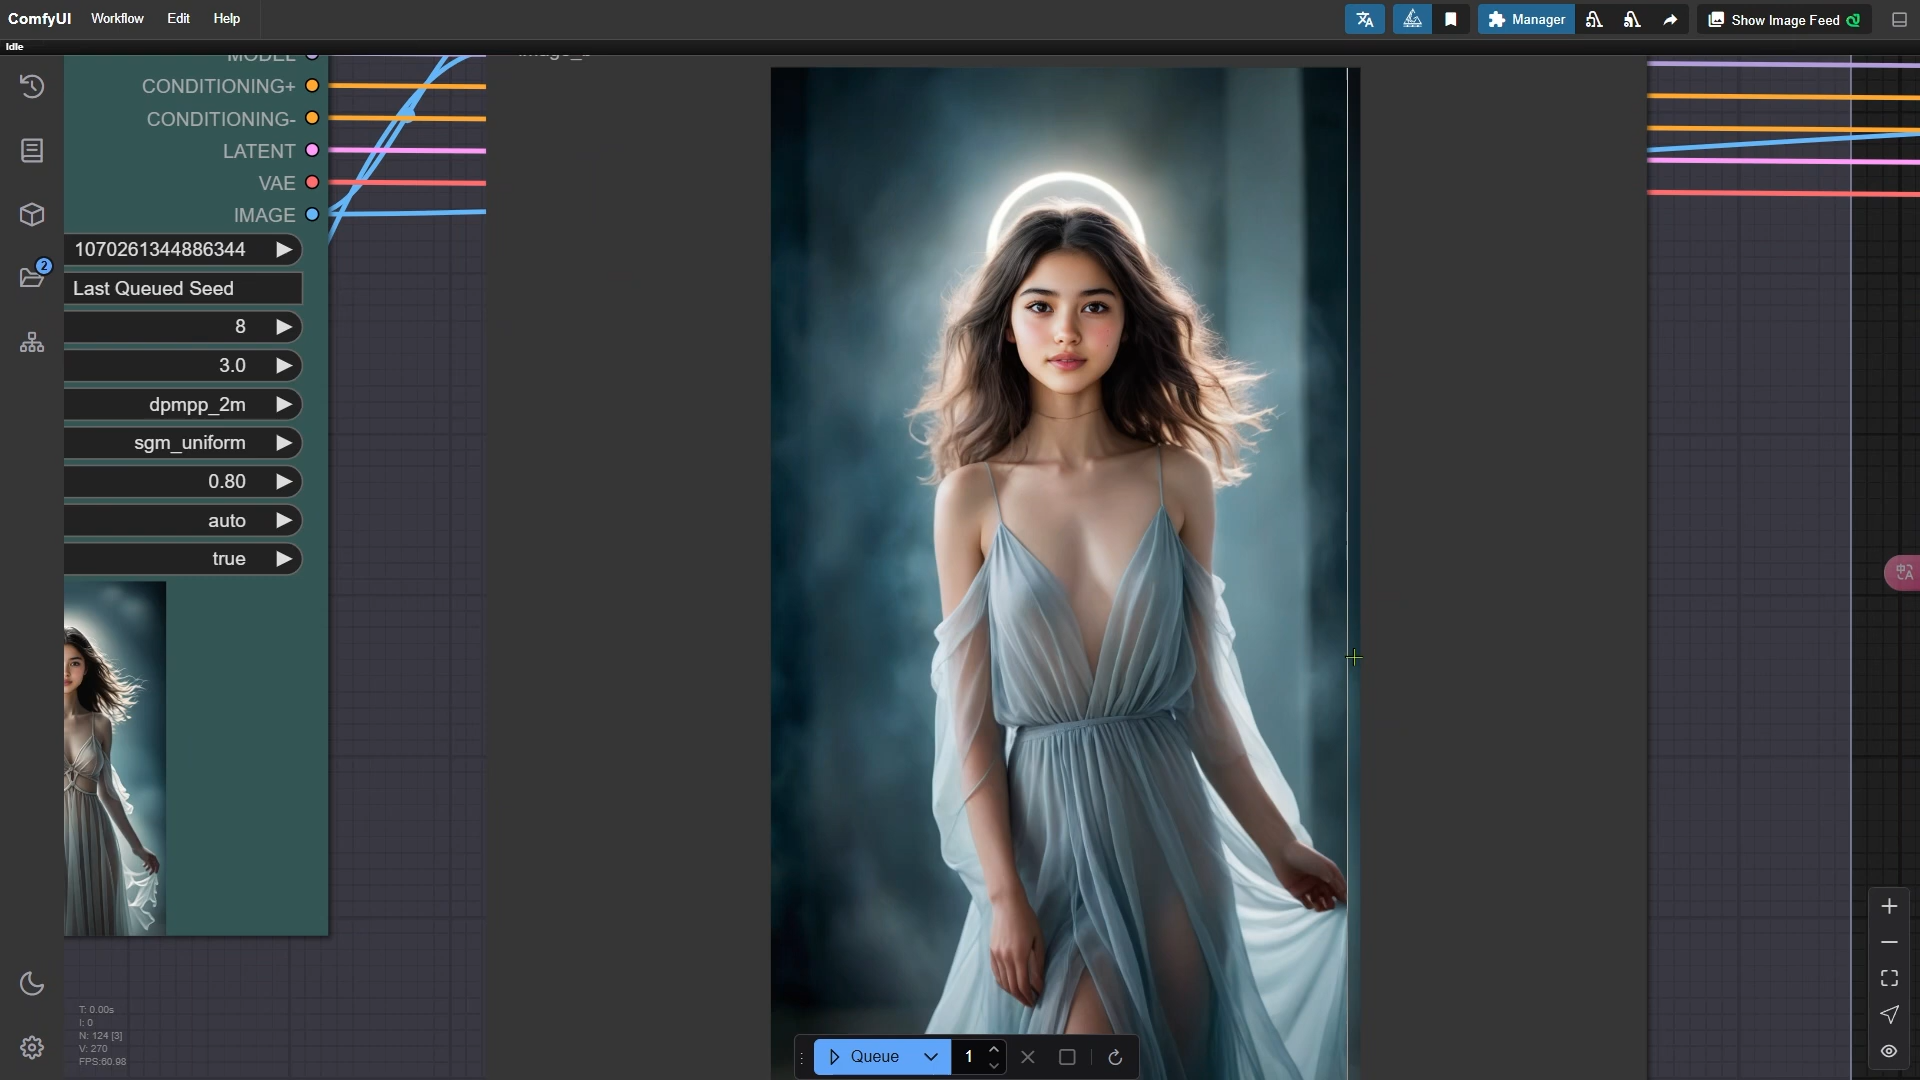 ComfyUI Workflow Edit Help
Manager
Show Image Feed
Idle
MODEL
CONDITIONING+
CONDITIONING-
LATENT
VAE
IMAGE
1070261344886344
Last Queued Seed
8
3.0
dpmpp_2m
sgm_uniform
0.80
auto
true
2
T: 0.00s
I: 0
N: 124 [3]
V: 270
FPS:60.98
Queue
1